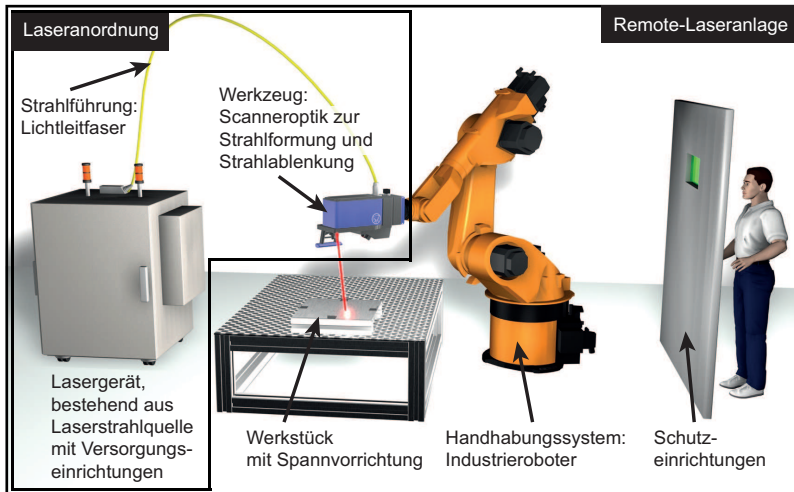 Laseranordnung
Remote-Laseranlage
Strahlführung:
Lichtleitfaser
Werkzeug:
Scanneroptik zur
Strahlformung und
Strahlablenkung
Lasergerät,
bestehend aus
Laserstrahlquelle
mit Versorgungs-
einrichtungen
Werkstück
mit Spannvorrichtung
Handhabungssystem:
Industrieroboter
Schutz-
einrichtungen